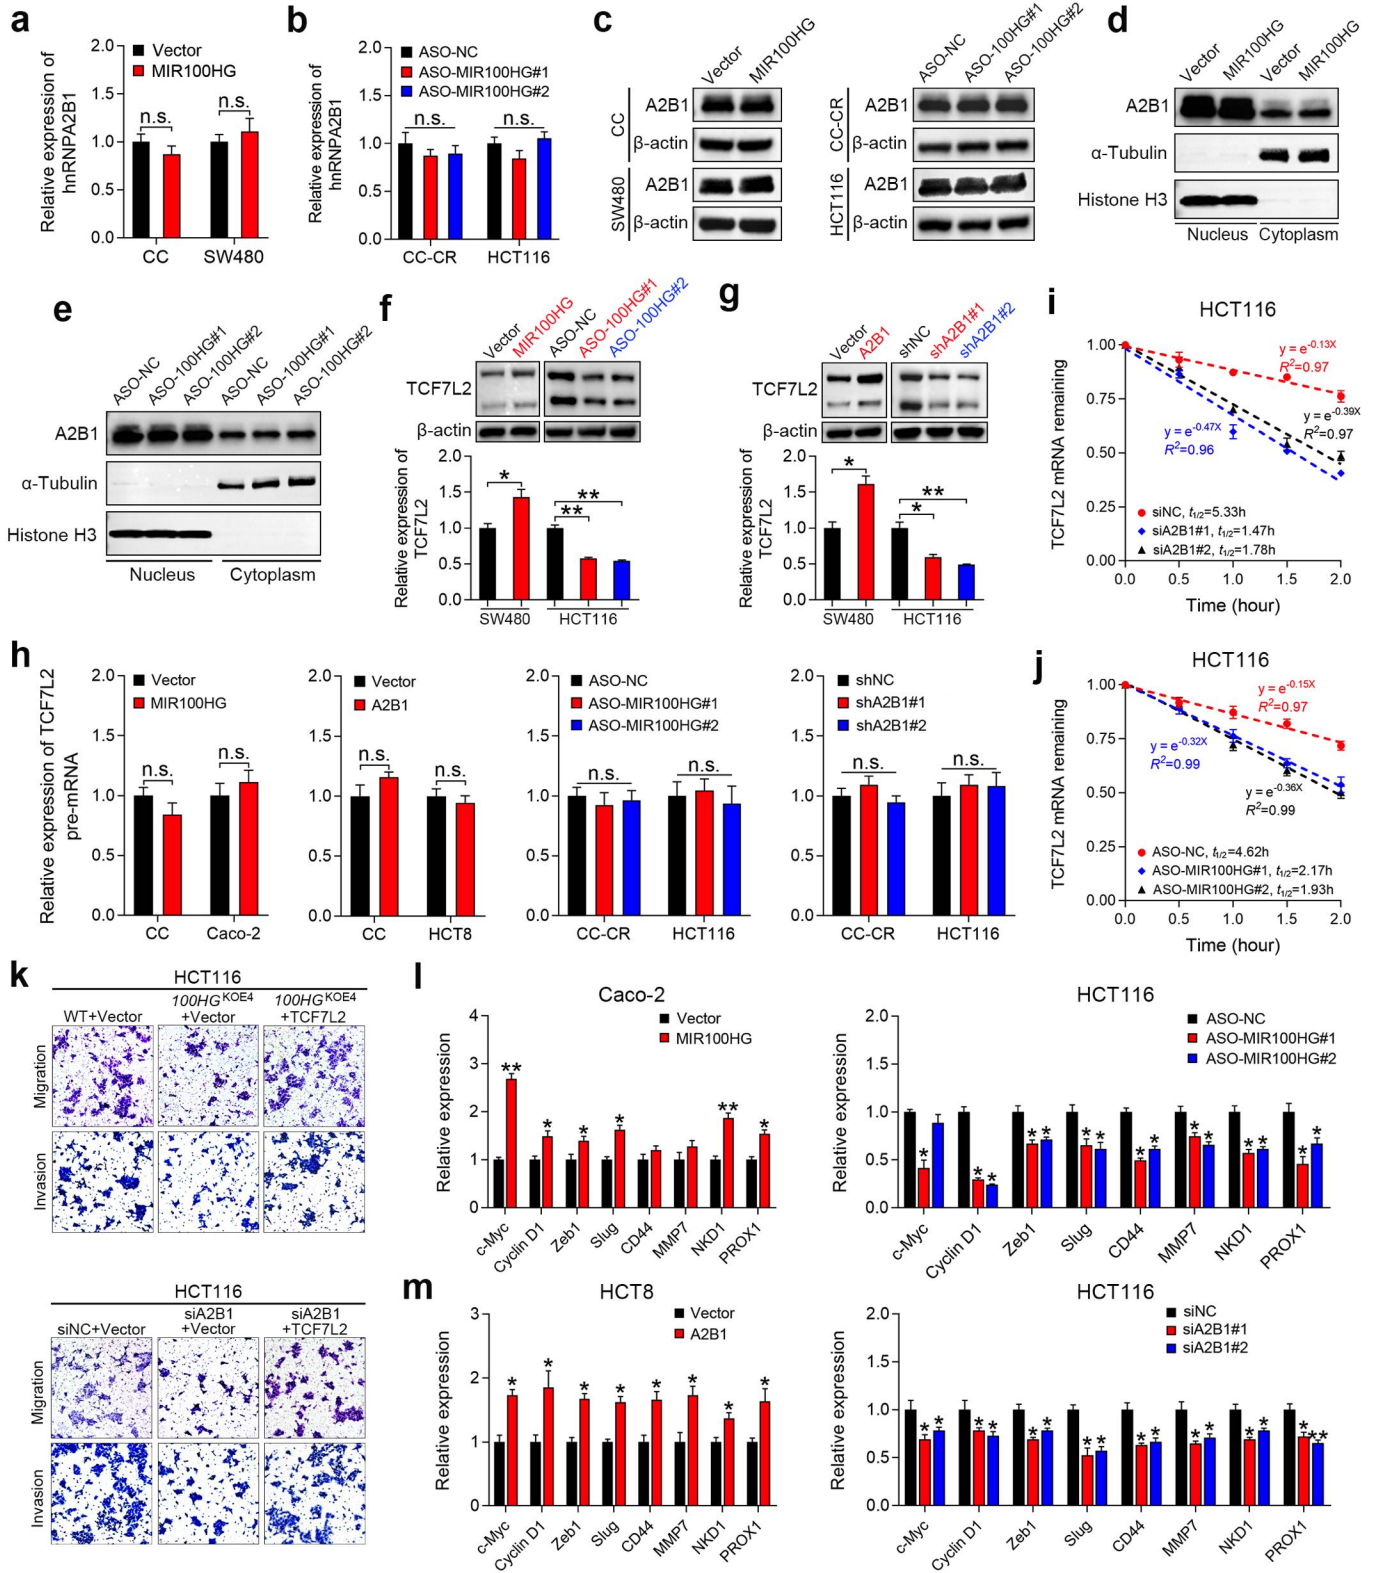 a
Relative expression of
hnRNPA2B1
2.0
1.5
1.0
0.5
0.0
Vector
MIR100HG
n.s.
n.s.
CC
SW480
b
Relative expression of
hnRNPA2B1
2.0
1.5
1.0
0.5
0.0
ASO-NC
ASO-MIR100HG#1
ASO-MIR100HG#2
n.s.
n.s.
CC-CR
HCT116
c
Vector
MIR100HG
CC
A2B1
β-actin
SW480
A2B1
β-actin
ASO-NC
ASO-100HG#1
ASO-100HG#2
CC-CR
A2B1
β-actin
HCT116
A2B1
β-actin
d
Vector
MIR100HG
Vector
MIR100HG
A2B1
α-Tubulin
Histone H3
Nucleus
Cytoplasm
e
ASO-NC
ASO-100HG#1
ASO-100HG#2
ASO-NC
ASO-100HG#1
ASO-100HG#2
A2B1
α-Tubulin
Histone H3
Nucleus
Cytoplasm
f
Vector
MIR100HG
ASO-NC
ASO-100HG#1
ASO-100HG#2
TCF7L2
β-actin
Relative expression of
TCF7L2
2.0
1.5
1.0
0.5
0.0
*
**
**
SW480
HCT116
g
Vector
A2B1
shNC
shA2B1#1
shA2B1#2
TCF7L2
β-actin
Relative expression of
TCF7L2
2.0
1.5
1.0
0.5
0.0
*
**
*
SW480
HCT116
i
HCT116
TCF7L2 mRNA remaining
1.00
0.75
0.50
0.25
0.00
y = e-0.13X
R2=0.97
y = e-0.39X
R2=0.97
y = e-0.47X
R2=0.96
siNC, t1/2=5.33h
siA2B1#1, t1/2=1.47h
siA2B1#2, t1/2=1.78h
0.0 0.5 1.0 1.5 2.0
Time (hour)
h
Relative expression of TCF7L2
pre-mRNA
2.0
1.5
1.0
0.5
0.0
Vector
MIR100HG
n.s.
n.s.
CC
Caco-2
2.0
1.5
1.0
0.5
0.0
Vector
A2B1
n.s.
n.s.
CC
HCT8
2.0
1.5
1.0
0.5
0.0
ASO-NC
ASO-MIR100HG#1
ASO-MIR100HG#2
n.s.
n.s.
CC-CR
HCT116
2.0
1.5
1.0
0.5
0.0
shNC
shA2B1#1
shA2B1#2
n.s.
n.s.
CC-CR
HCT116
j
HCT116
TCF7L2 mRNA remaining
1.00
0.75
0.50
0.25
0.00
y = e-0.15X
R2=0.97
y = e-0.32X
R2=0.99
y = e-0.36X
R2=0.99
ASO-NC, t1/2=4.62h
ASO-MIR100HG#1, t1/2=2.17h
ASO-MIR100HG#2, t1/2=1.93h
0.0 0.5 1.0 1.5 2.0
Time (hour)
k
HCT116
WT+Vector
100HGKOE4
+Vector
100HGKOE4
+TCF7L2
Migration
Invasion
HCT116
siNC+Vector
siA2B1
+Vector
siA2B1
+TCF7L2
Migration
Invasion
l
Caco-2
Relative expression
4
3
2
1
0
Vector
MIR100HG
** * * * ** *
c-Myc
Cyclin D1
Zeb1
Slug
CD44
MMP7
NKD1
PROX1
HCT116
Relative expression
2.0
1.5
1.0
0.5
0.0
ASO-NC
ASO-MIR100HG#1
ASO-MIR100HG#2
* * * * * * * * * * * * * * *
c-Myc
Cyclin D1
Zeb1
Slug
CD44
MMP7
NKD1
PROX1
m
HCT8
Relative expression
3
2
1
0
Vector
A2B1
* * * * * * * *
c-Myc
Cyclin D1
Zeb1
Slug
CD44
MMP7
NKD1
PROX1
HCT116
Relative expression
2.0
1.5
1.0
0.5
0.0
siNC
siA2B1#1
siA2B1#2
* * * * * * * * * * * * * * * **
c-Myc
Cyclin D1
Zeb1
Slug
CD44
MMP7
NKD1
PROX1